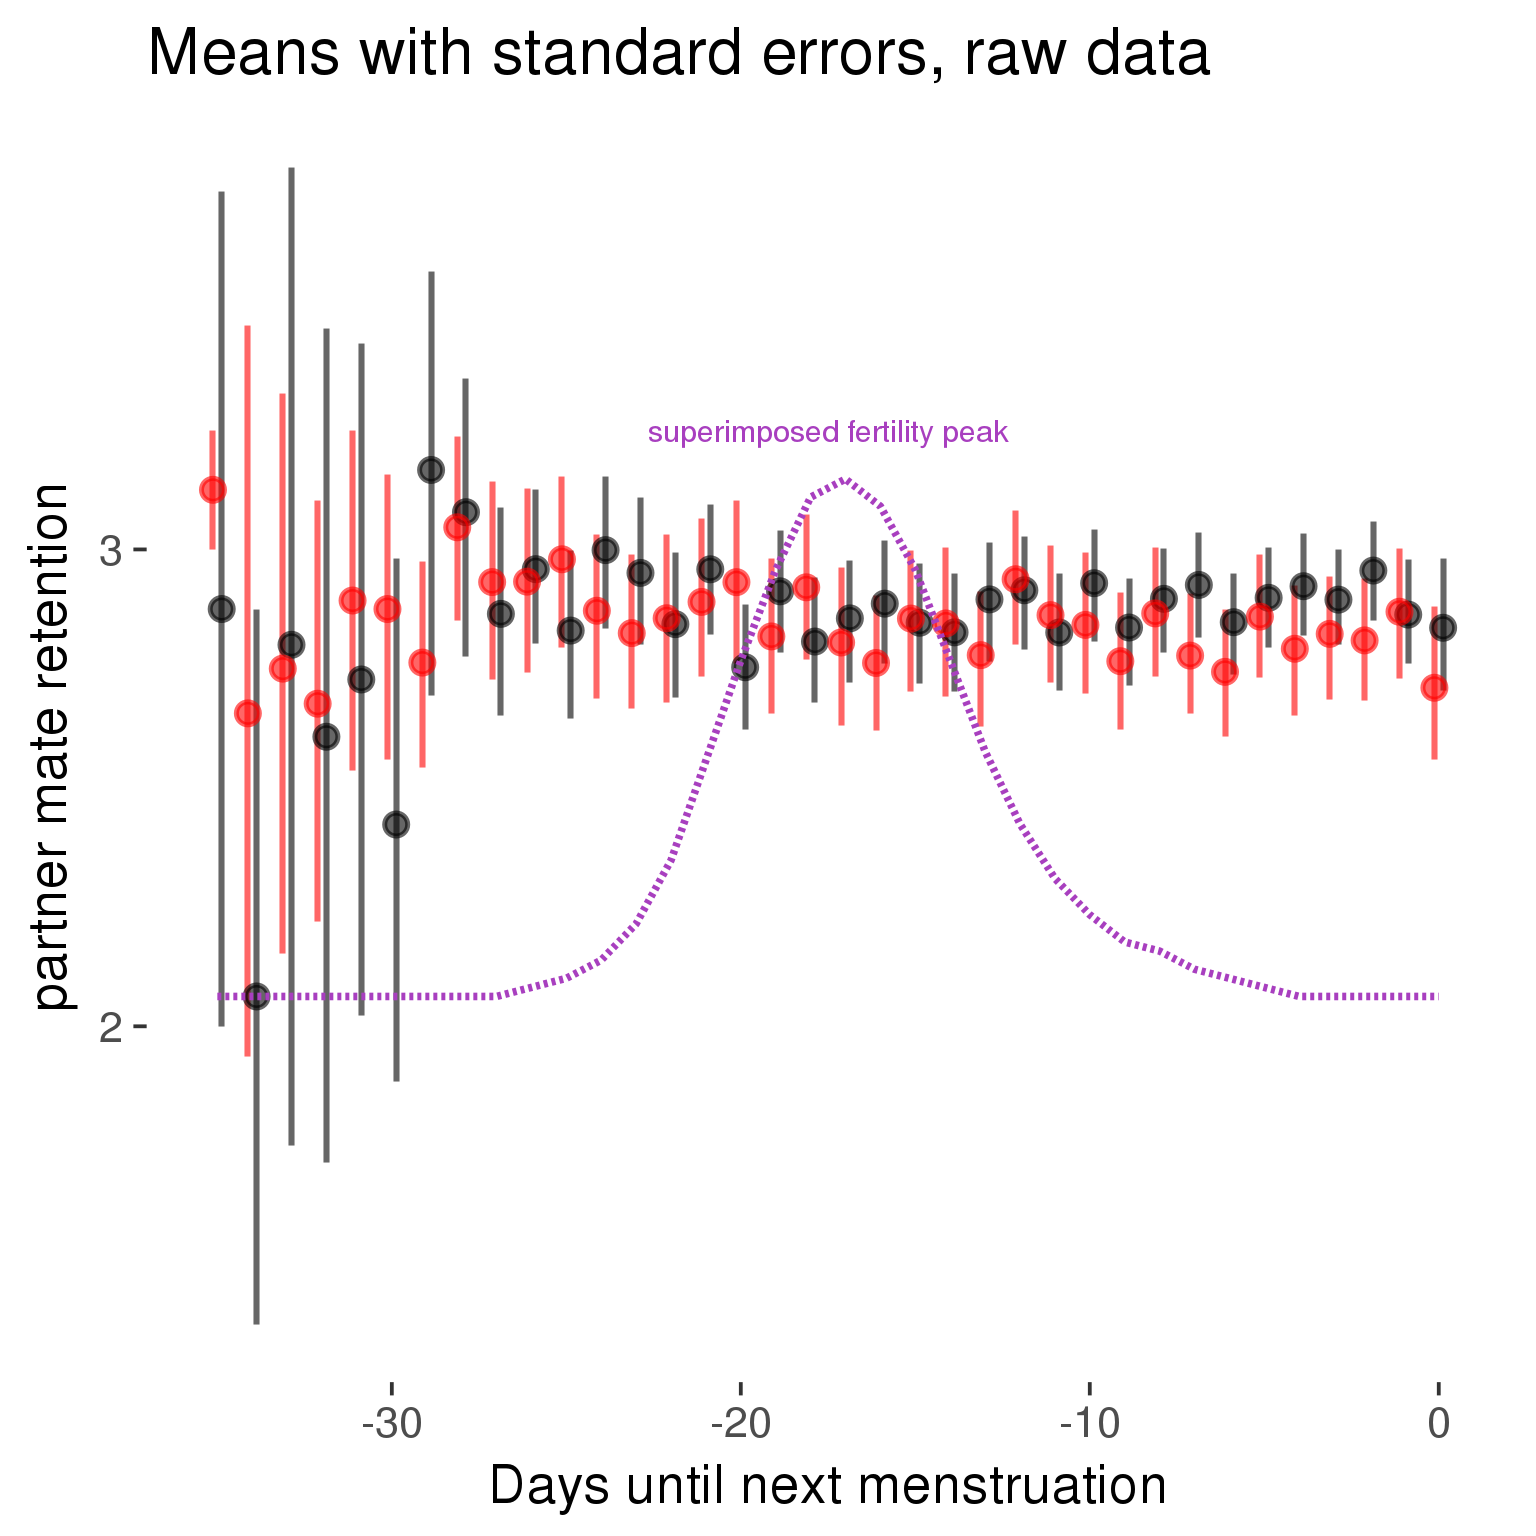 Means with standard errors, raw data
superimposed fertility peak
partner mate retention
3
2
-30
-20
-10
0
Days until next menstruation